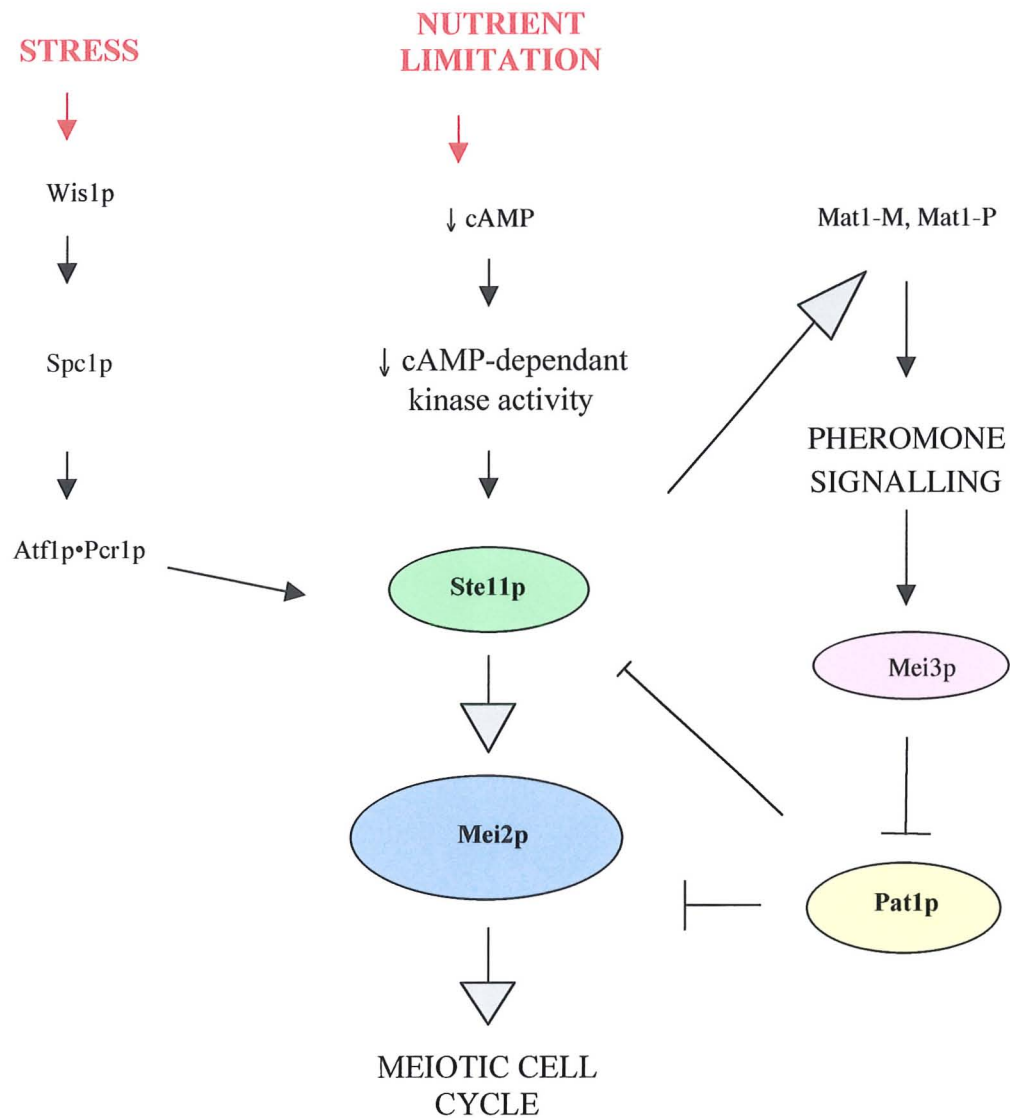 STRESS
NUTRIENT
LIMITATION
Wis1p
↓ cAMP
Mat1-M, Mat1-P
Spc1p
↓ cAMP-dependant
kinase activity
PHEROMONE
SIGNALLING
Atf1p•Pcr1p
Ste11p
Mei3p
Mei2p
Pat1p
MEIOTIC CELL
CYCLE